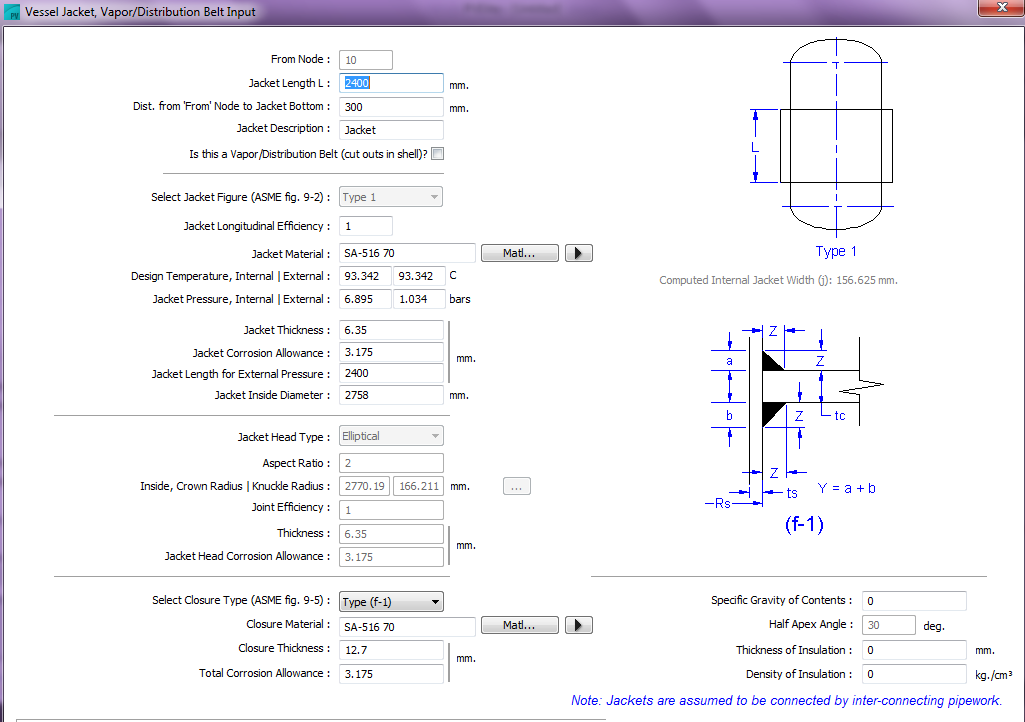 Vessel Jacket, Vapor/Distribution Belt Input
From Node : 10
Jacket Length L : 2400 mm.
Dist. from 'From' Node to Jacket Bottom : 300 mm.
Jacket Description : Jacket
Is this a Vapor/Distribution Belt (cut outs in shell)?
Select Jacket Figure (ASME fig. 9-2) : Type 1
Jacket Longitudinal Efficiency : 1
Jacket Material : SA-516 70 Matl...
Design Temperature, Internal | External : 93.342 93.342 C
Jacket Pressure, Internal | External : 6.895 1.034 bars
Jacket Thickness : 6.35
Jacket Corrosion Allowance : 3.175
mm.
Jacket Length for External Pressure : 2400
Jacket Inside Diameter : 2758 mm.
Jacket Head Type : Elliptical
Aspect Ratio : 2
Inside, Crown Radius | Knuckle Radius : 2770.19 166.211 mm. ...
Joint Efficiency : 1
Thickness : 6.35
mm.
Jacket Head Corrosion Allowance : 3.175
Select Closure Type (ASME fig. 9-5) : Type (f-1)
Closure Material : SA-516 70 Matl...
Closure Thickness : 12.7
mm.
Total Corrosion Allowance : 3.175
L
Type 1
Computed Internal Jacket Width (j): 156.625 mm.
Z
a Z
b Z tc
Z
ts Y = a + b
Rs
(f-1)
Specific Gravity of Contents : 0
Half Apex Angle : 30 deg.
Thickness of Insulation : 0 mm.
Density of Insulation : 0 kg./cm³
Note: Jackets are assumed to be connected by inter-connecting pipework.